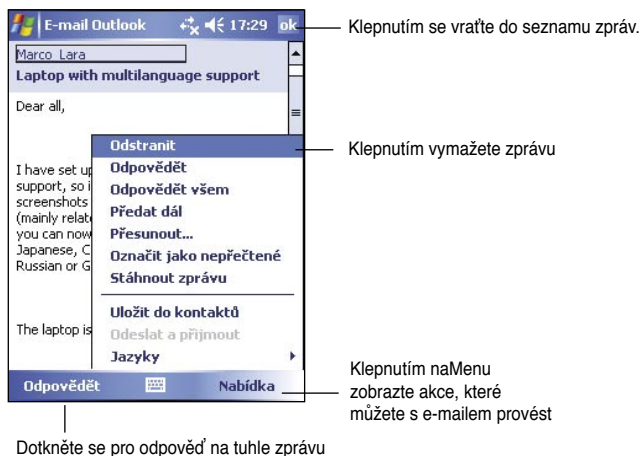 E-mail Outlook 17:29 ok
Klepnutím se vraťte do seznamu zpráv.
Marco Lara
Laptop with multilanguage support
Dear all,
Odstranit
Klepnutím vymažete zprávu
I have set up
support, so i
screenshots
(mainly relat
you can now
Japanese, C
Russian or G
The laptop is
Odpovědět
Odpovědět všem
Předat dál
Přesunout...
Označit jako nepřečtené
Stáhnout zprávu
Uložit do kontaktů
Odeslat a přijmout
Jazyky
Odpovědět
Nabídka
Klepnutím naMenu
zobrazte akce, které
můžete s e-mailem provést
Dotkněte se pro odpověď na tuhle zprávu